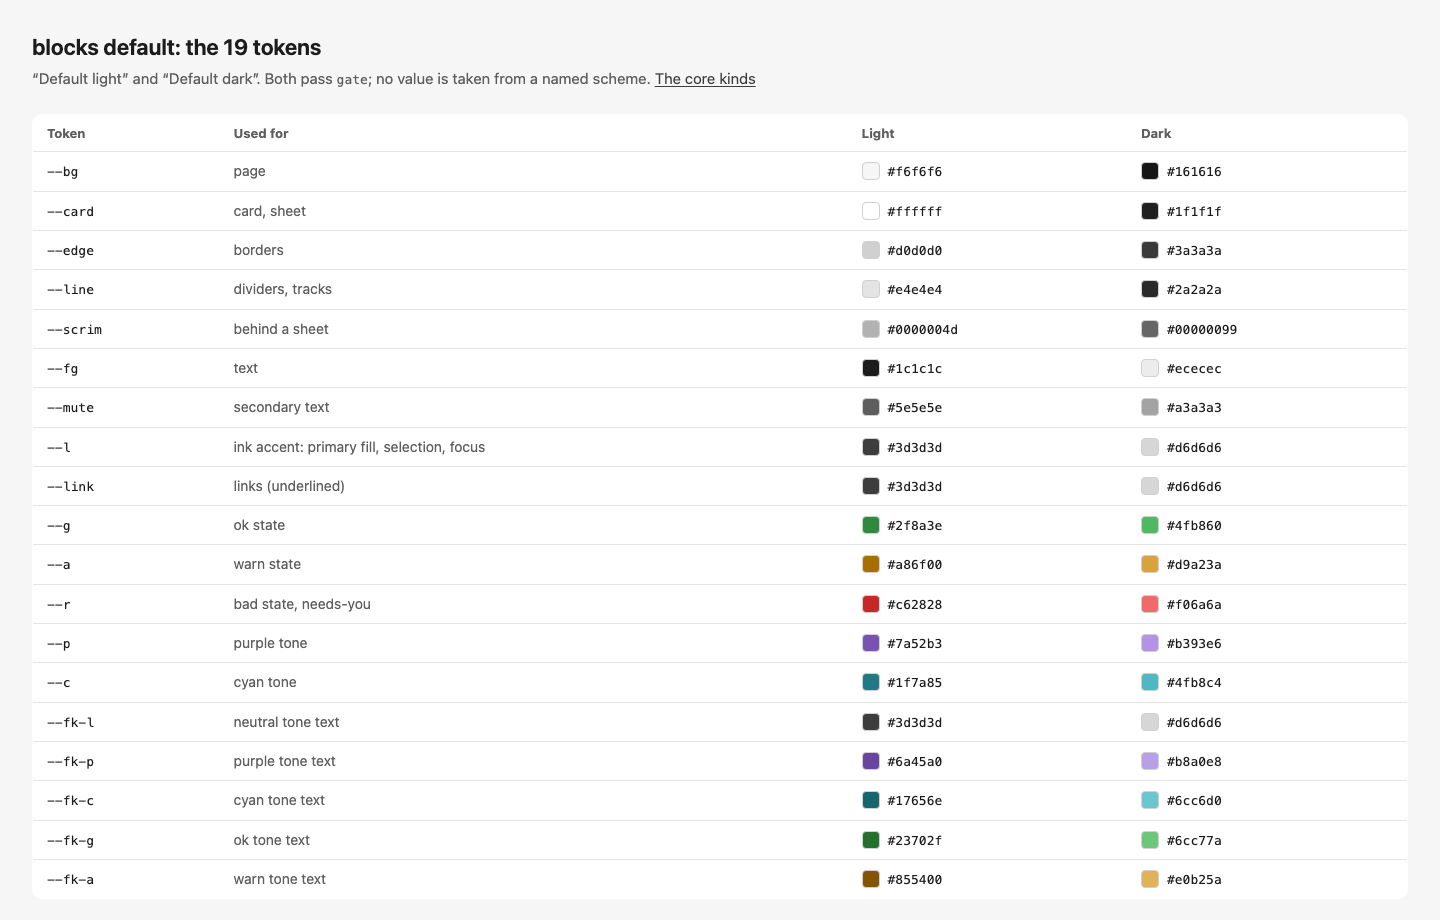 blocks default: the 19 tokens
“Default light” and “Default dark”. Both pass gate; no value is taken from a named scheme. The core kinds
Token Used for Light Dark
--bg page #f6f6f6 #161616
--card card, sheet #ffffff #1f1f1f
--edge borders #d0d0d0 #3a3a3a
--line dividers, tracks #e4e4e4 #2a2a2a
--scrim behind a sheet #0000004d #00000099
--fg text #1c1c1c #ececec
--mute secondary text #5e5e5e #a3a3a3
--l ink accent: primary fill, selection, focus #3d3d3d #d6d6d6
--link links (underlined) #3d3d3d #d6d6d6
--g ok state #2f8a3e #4fb860
--a warn state #a86f00 #d9a23a
--r bad state, needs-you #c62828 #f06a6a
--p purple tone #7a52b3 #b393e6
--c cyan tone #1f7a85 #4fb8c4
--fk-l neutral tone text #3d3d3d #d6d6d6
--fk-p purple tone text #6a45a0 #b8a0e8
--fk-c cyan tone text #17656e #6cc6d0
--fk-g ok tone text #23702f #6cc77a
--fk-a warn tone text #855400 #e0b25a